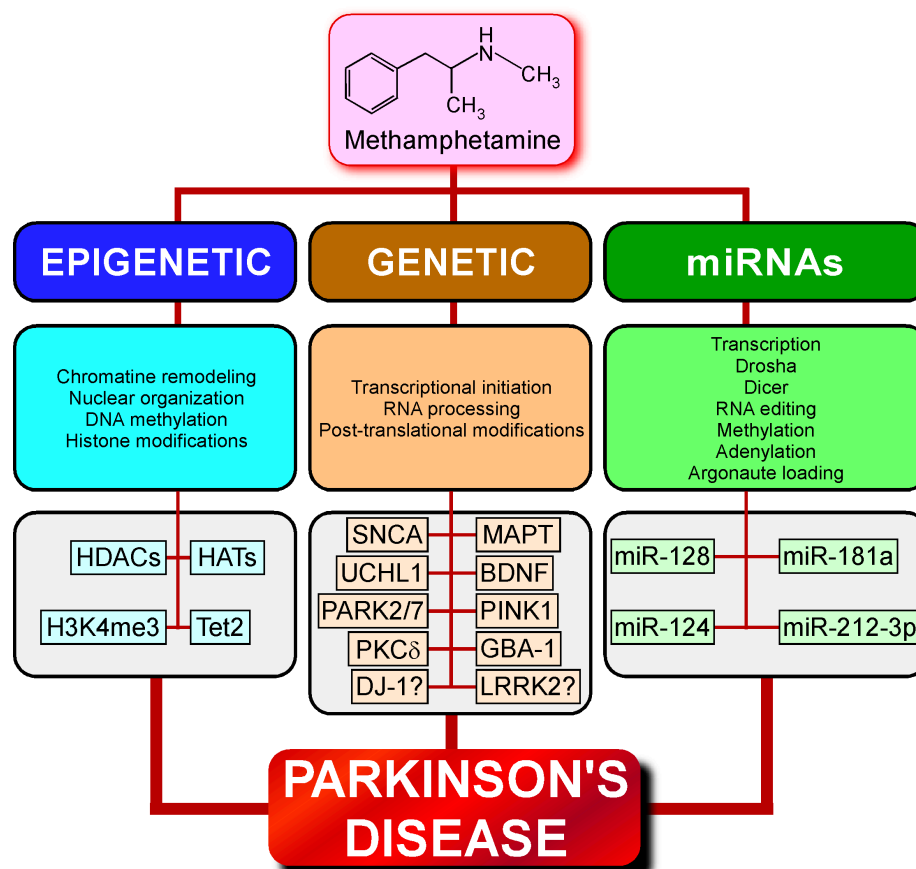 H
N
CH3
CH3
Methamphetamine
EPIGENETIC
GENETIC
miRNAs
Chromatine remodeling
Nuclear organization
DNA methylation
Histone modifications
Transcriptional initiation
RNA processing
Post-translational modifications
Transcription
Drosha
Dicer
RNA editing
Methylation
Adenylation
Argonaute loading
HDACs
HATs
H3K4me3
Tet2
SNCA
MAPT
UCHL1
BDNF
PARK2/7
PINK1
PKCδ
GBA-1
DJ-1?
LRRK2?
miR-128
miR-181a
miR-124
miR-212-3p
PARKINSON'S
DISEASE